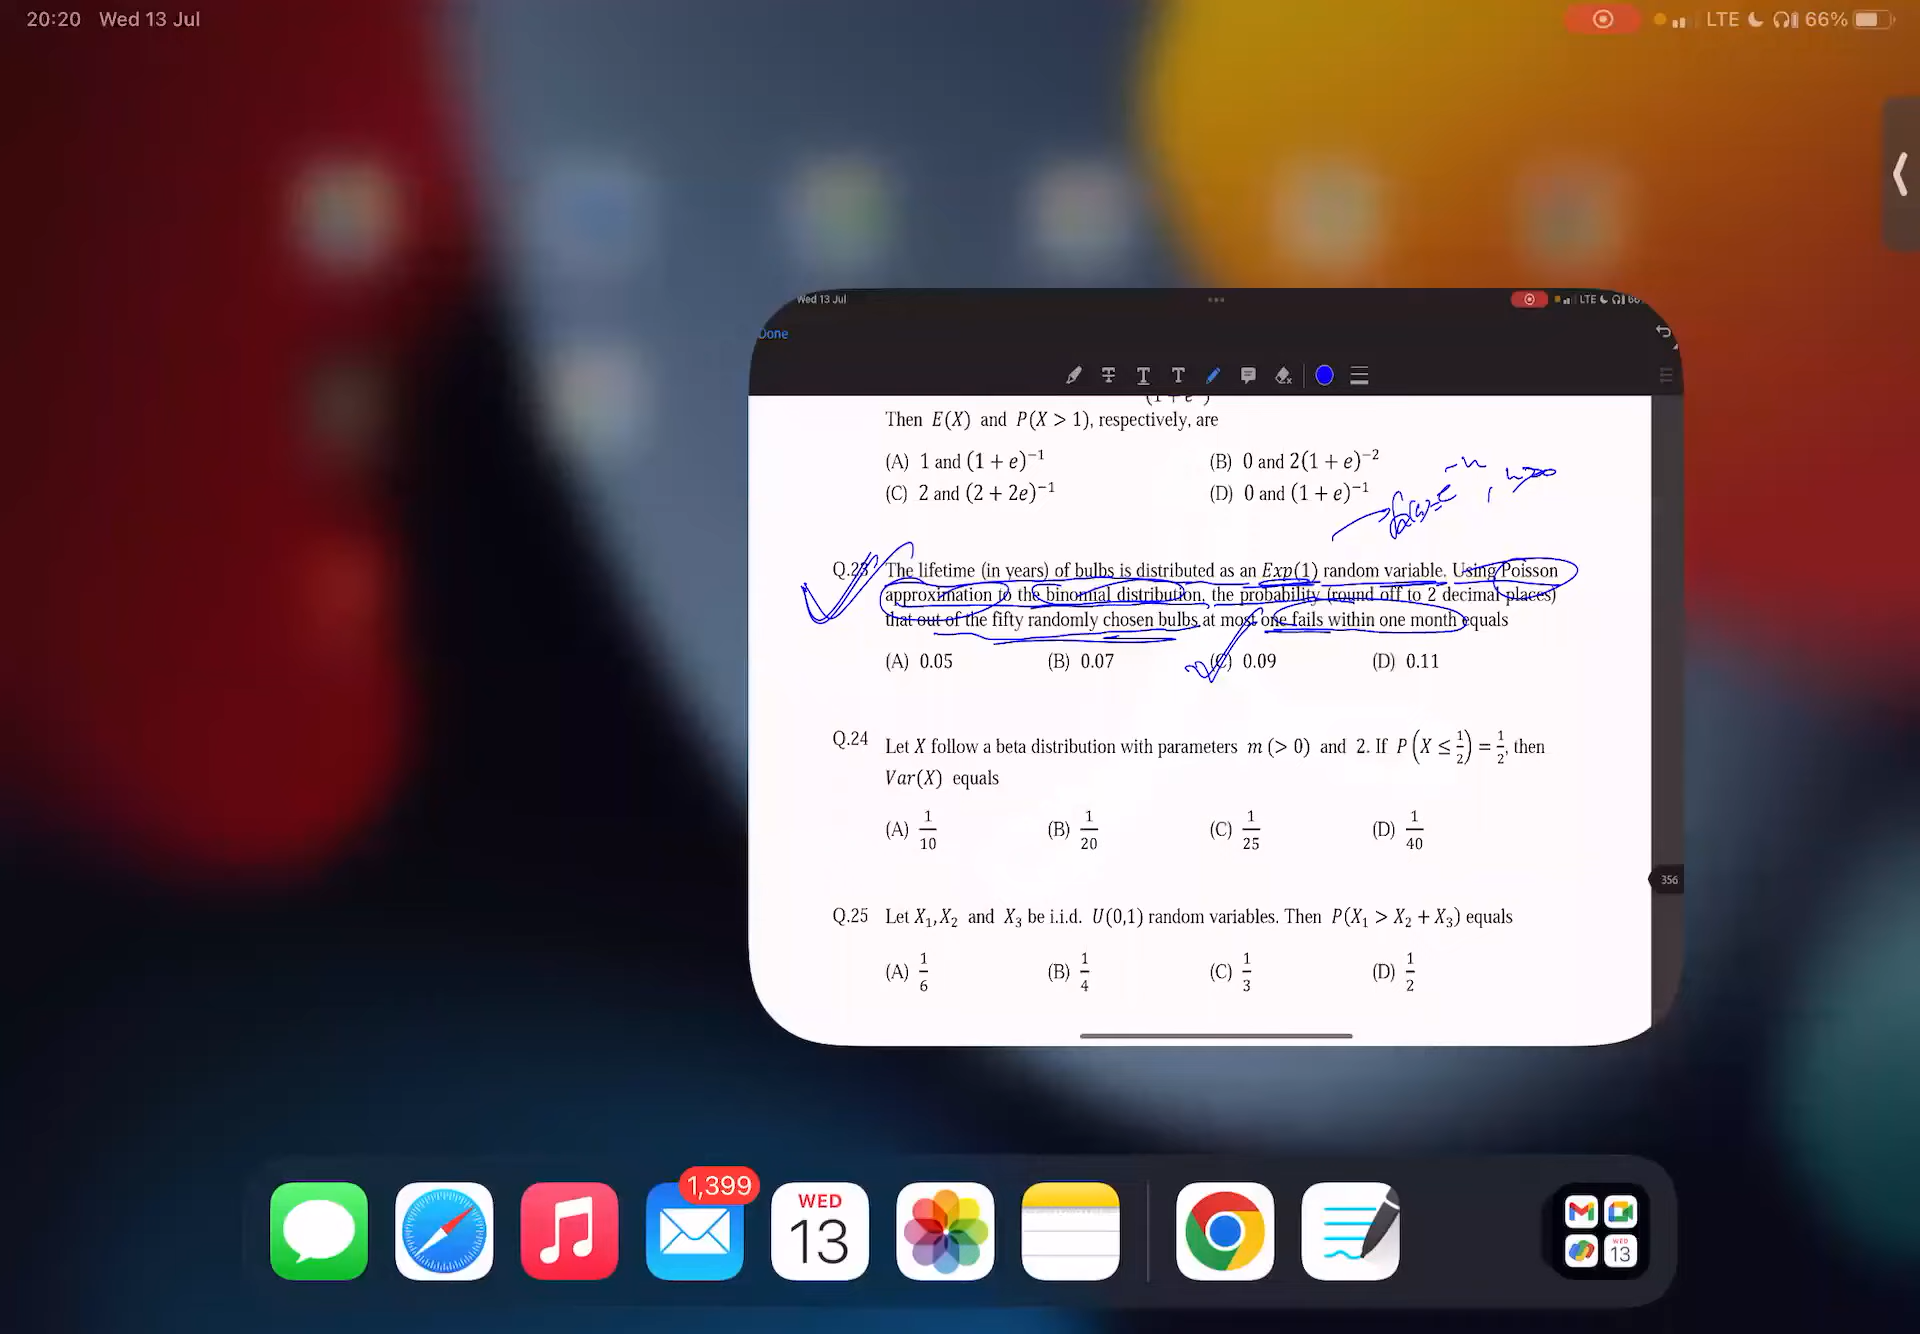 20:20 Wed 13 Jul
LTE 66%
Wed 13 Jul
LTE
Done
Then E(X) and P(X > 1), respectively, are
(A) 1 and (1 + e)⁻¹ (B) 0 and 2(1 + e)⁻²
(C) 2 and (2 + 2e)⁻¹ (D) 0 and (1 + e)⁻¹
Q.23 The lifetime (in years) of bulbs is distributed as an Exp(1) random variable. Using Poisson
approximation to the binomial distribution, the probability (round off to 2 decimal places)
that out of the fifty randomly chosen bulbs at most one fails within one month equals
(A) 0.05 (B) 0.07 (C) 0.09 (D) 0.11
Q.24 Let X follow a beta distribution with parameters m (> 0) and 2. If P(X ≤ 1/2) = 1/2, then
Var(X) equals
(A) 1/10 (B) 1/20 (C) 1/25 (D) 1/40
356
Q.25 Let X₁, X₂ and X₃ be i.i.d. U(0,1) random variables. Then P(X₁ > X₂ + X₃) equals
(A) 1/6 (B) 1/4 (C) 1/3 (D) 1/2
1,399
WED
13
WED
13